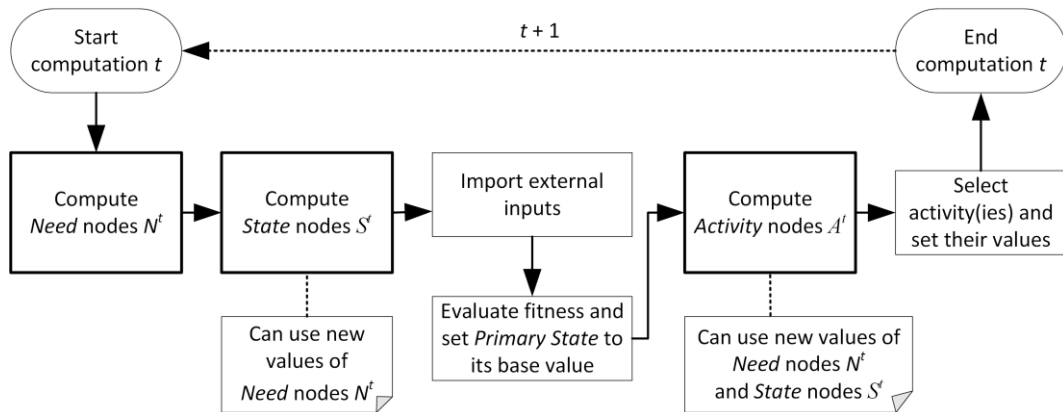 Start
computation t
t + 1
End
computation t
Compute
Need nodes N^t
Compute
State nodes S^t
Import external
inputs
Compute
Activity nodes A^t
Select
activity(ies) and
set their values
Can use new
values of
Need nodes N^t
Evaluate fitness and
set Primary State to
its base value
Can use new values of
Need nodes N^t
and State nodes S^t